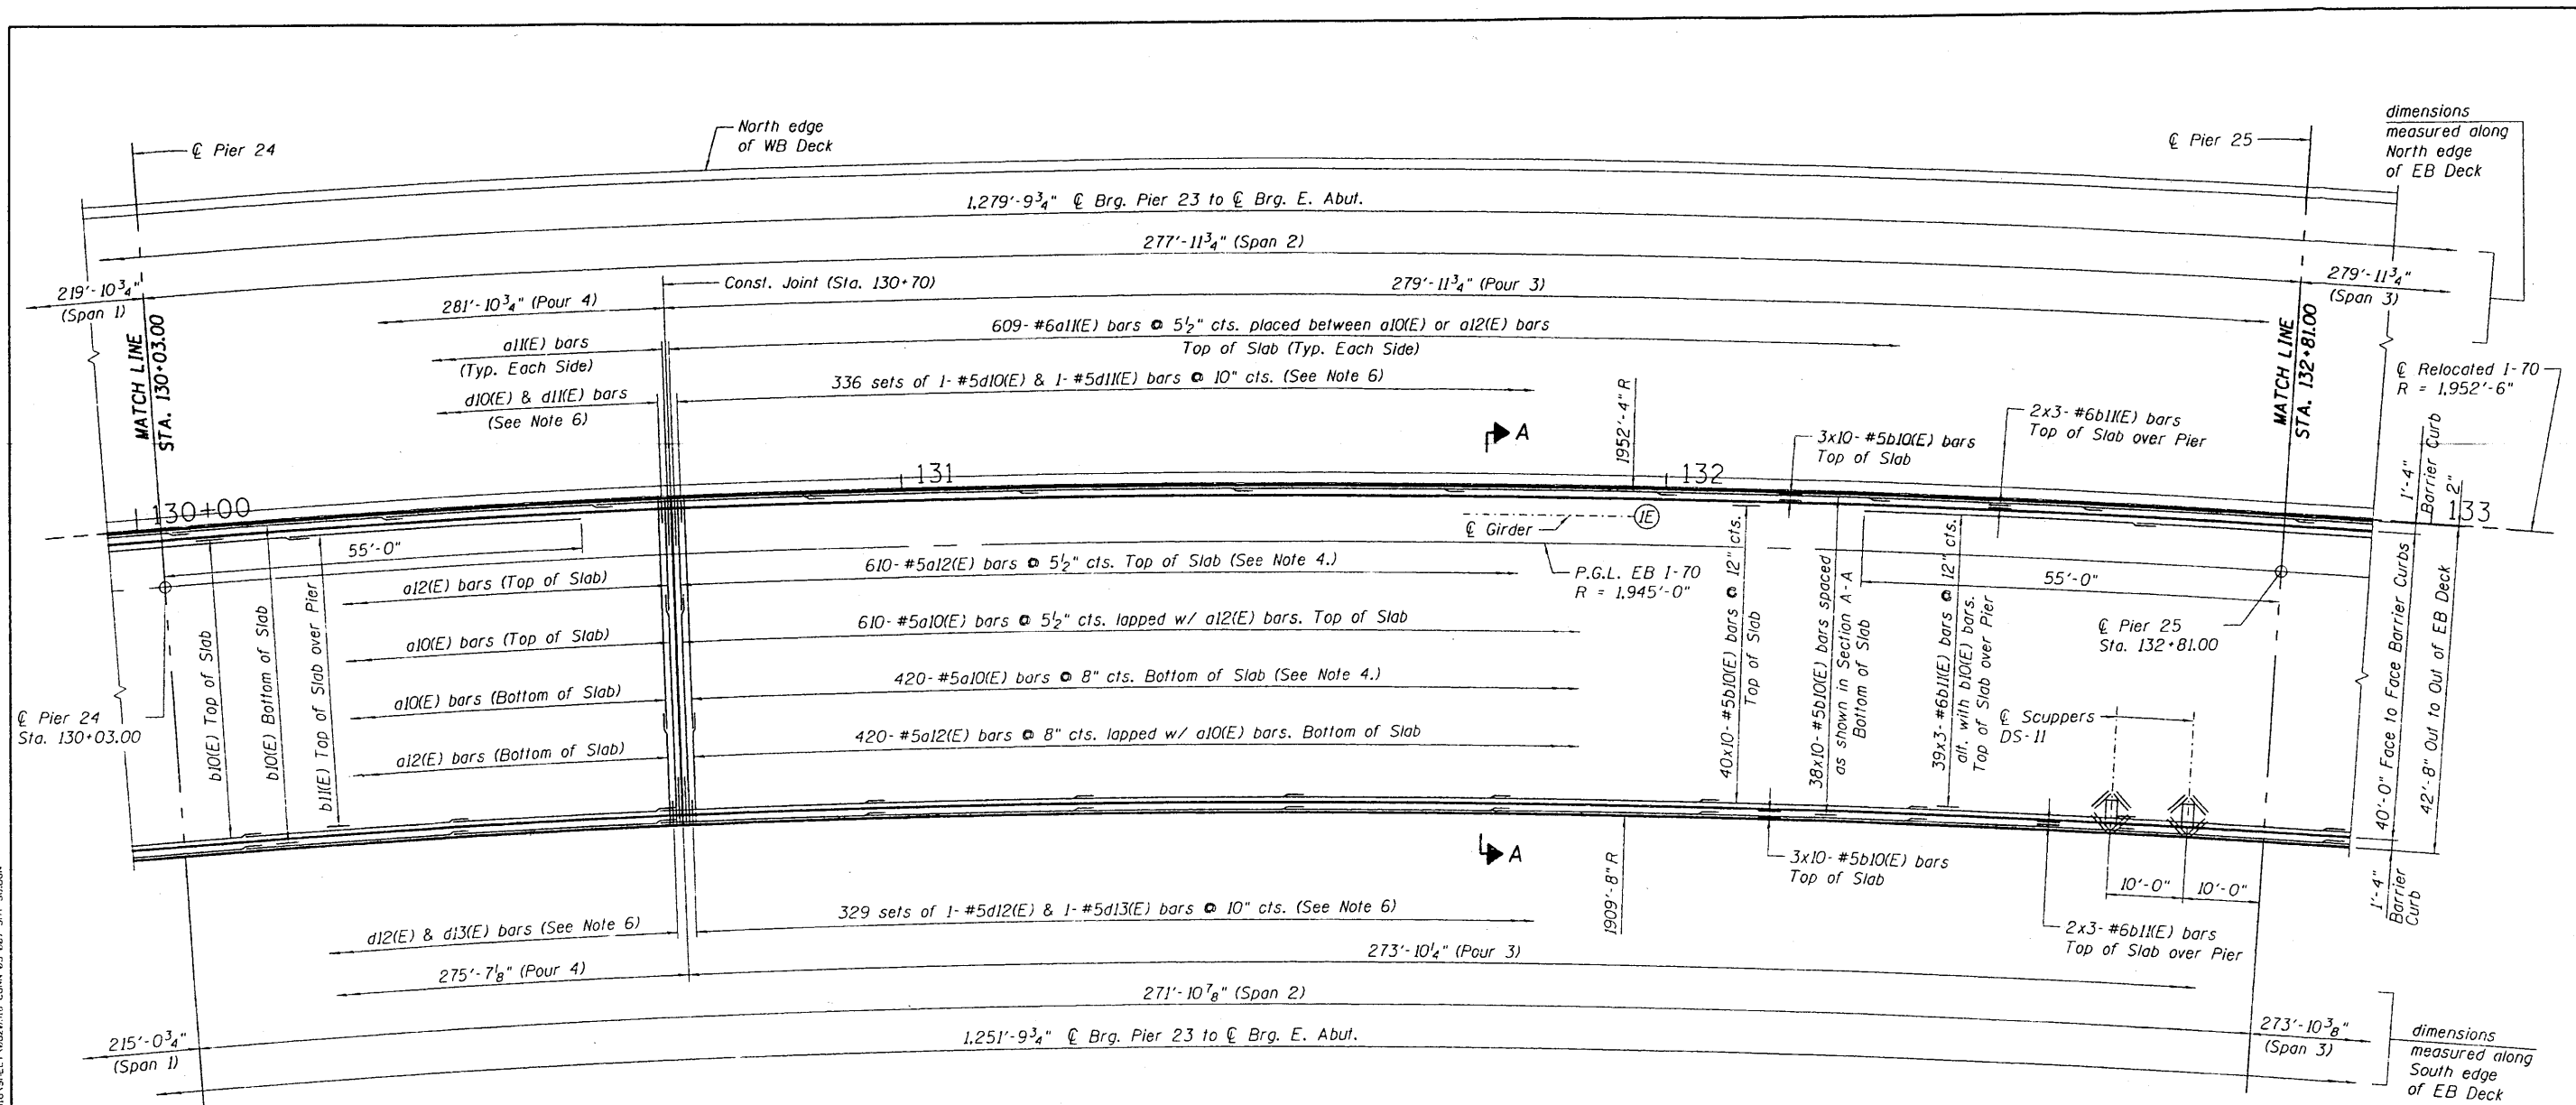 North edge
of WB Deck
℄ Pier 24
℄ Pier 25
dimensions
measured along
North edge
of EB Deck
1,279'-9¾" ℄ Brg. Pier 23 to ℄ Brg. E. Abut.
277'-11¾" (Span 2)
219'-10¾"
(Span 1)
281'-10¾" (Pour 4)
Const. Joint (Sta. 130+70)
279'-11¾" (Pour 3)
279'-11¾"
(Span 3)
MATCH LINE
STA. 130+03.00
a11(E) bars
(Typ. Each Side)
609-#6a11(E) bars @ 5½" cts. placed between a10(E) or a12(E) bars
Top of Slab (Typ. Each Side)
MATCH LINE
STA. 132+81.00
d10(E) & d11(E) bars
(See Note 6)
336 sets of 1-#5d10(E) & 1-#5d11(E) bars @ 10" cts. (See Note 6)
℄ Relocated I-70
R = 1,952'-6"
1952'-4" R
A
3x10-#5b10(E) bars
Top of Slab
2x3-#6b11(E) bars
Top of Slab over Pier
1'-4"
Barrier Curb
2"
130+00
131
132
133
℄ Girder
1E
55'-0"
610-#5a12(E) bars @ 5½" cts. Top of Slab (See Note 4.)
P.G.L. EB I-70
R = 1,945'-0"
55'-0"
a12(E) bars (Top of Slab)
a10(E) bars (Top of Slab)
610-#5a10(E) bars @ 5½" cts. lapped w/ a12(E) bars. Top of Slab
℄ Pier 25
Sta. 132+81.00
a10(E) bars (Bottom of Slab)
420-#5a10(E) bars @ 8" cts. Bottom of Slab (See Note 4.)
a12(E) bars (Bottom of Slab)
420-#5a12(E) bars @ 8" cts. lapped w/ a10(E) bars. Bottom of Slab
℄ Pier 24
Sta. 130+03.00
b10(E) Top of Slab
b10(E) Bottom of Slab
b11(E) Top of Slab over Pier
40x10-#5b10(E) bars @ 12" cts.
Top of Slab
38x10-#5b10(E) bars spaced
as shown in Section A-A
Bottom of Slab
39x3-#6b11(E) bars @ 12" cts.
alt. with b10(E) bars.
Top of Slab over Pier
℄ Scuppers
DS-11
40'-0" Face to Face Barrier Curbs
42'-8" Out to Out of EB Deck
A
1909'-8" R
3x10-#5b10(E) bars
Top of Slab
10'-0"
10'-0"
1'-4"
Barrier
Curb
d12(E) & d13(E) bars (See Note 6)
329 sets of 1-#5d12(E) & 1-#5d13(E) bars @ 10" cts. (See Note 6)
2x3-#6b11(E) bars
Top of Slab over Pier
275'-7⅛" (Pour 4)
273'-10¼" (Pour 3)
271'-10⅞" (Span 2)
215'-0¾"
(Span 1)
1,251'-9¾" ℄ Brg. Pier 23 to ℄ Brg. E. Abut.
273'-10⅜"
(Span 3)
dimensions
measured along
South edge
of EB Deck